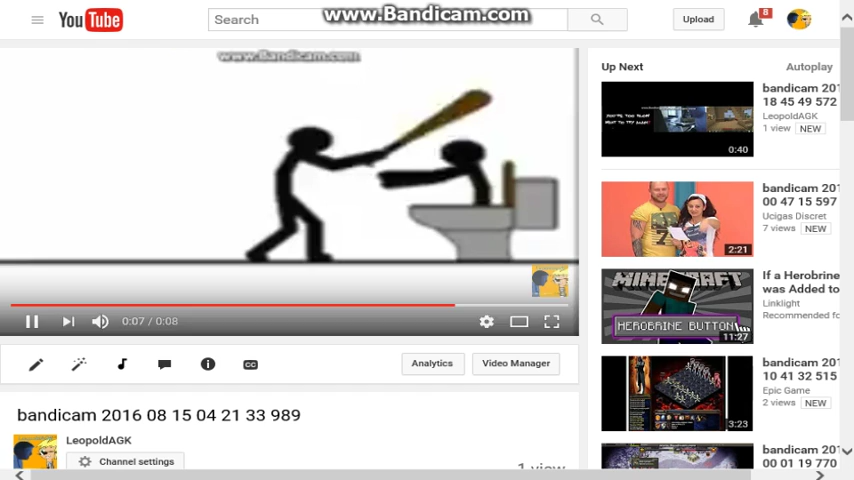 www.Bandicam.com
YouTube
Search
Upload
8
www.Bandicam.com
0:07 / 0:08
CC
Analytics
Video Manager
bandicam 2016 08 15 04 21 33 989
LeopoldAGK
Channel settings
1 view
Up Next
Autoplay
0:40
bandicam 201
18 45 49 572
LeopoldAGK
1 view NEW
2:21
bandicam 201
00 47 15 597
Ucigas Discret
7 views NEW
MINECRAFT
HEROBRINE BUTTON
11:27
If a Herobrine
was Added to
Linklight
Recommended fo
3:23
bandicam 201
10 41 32 515
Epic Game
2 views NEW
bandicam 201
00 01 19 770